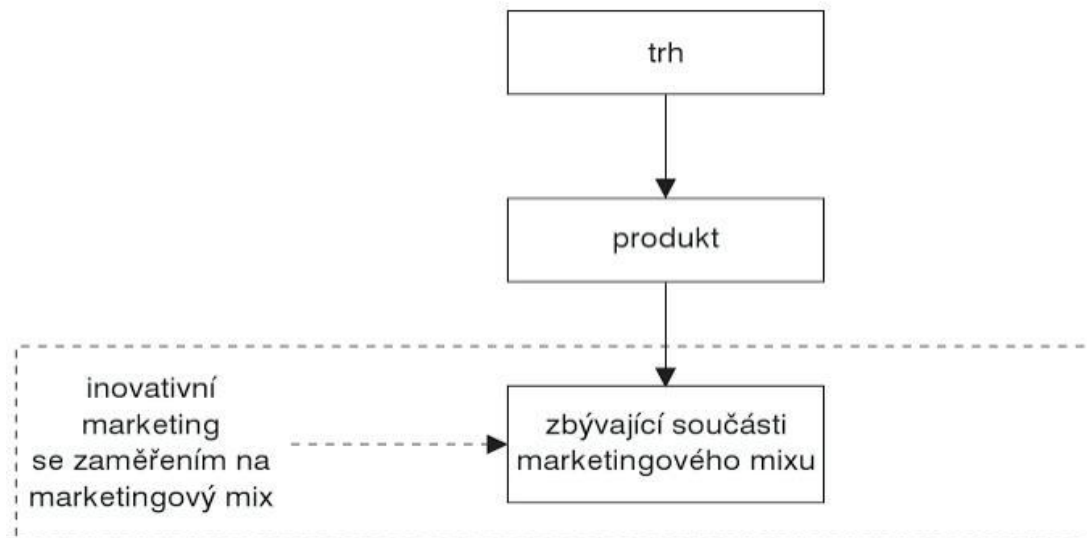 trh
produkt
inovativní
marketing
se zaměřením na
marketingový mix
zbývající součásti
marketingového mixu